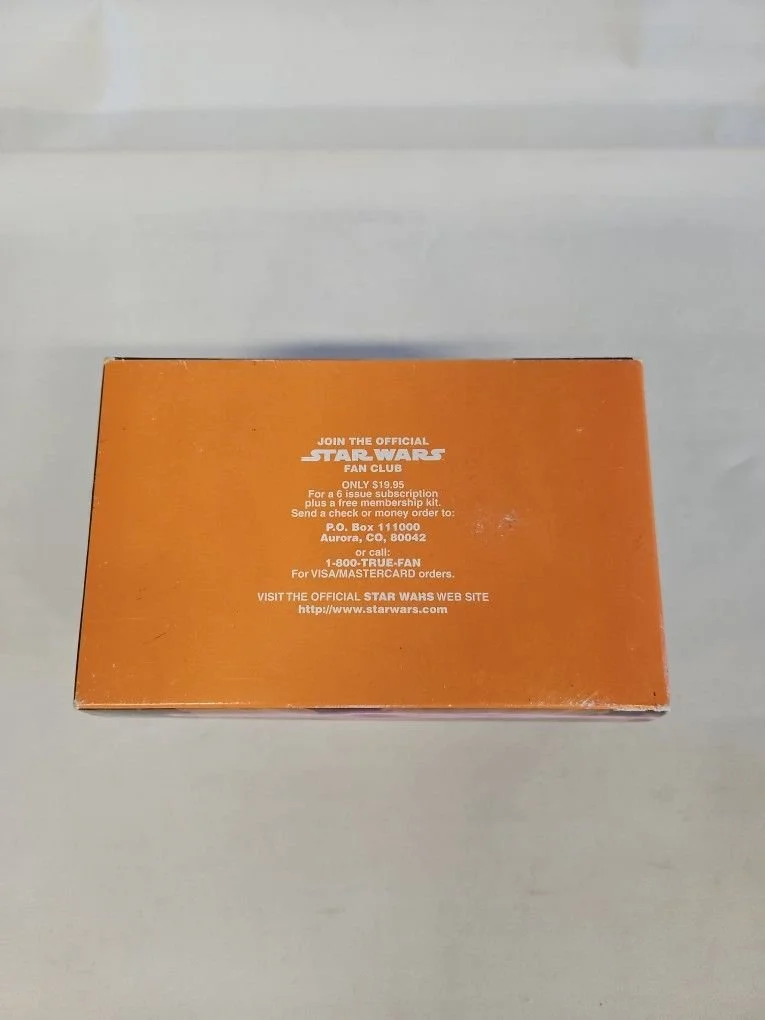 JOIN THE OFFICIAL
STAR WARS
FAN CLUB
ONLY $19.95
For a 6 issue subscription
plus a free membership kit.
Send a check or money order to:
P.O. Box 111000
Aurora, CO, 80042
or call:
1-800-TRUE-FAN
For VISA/MASTERCARD orders.
VISIT THE OFFICIAL STAR WARS WEB SITE
http://www.starwars.com